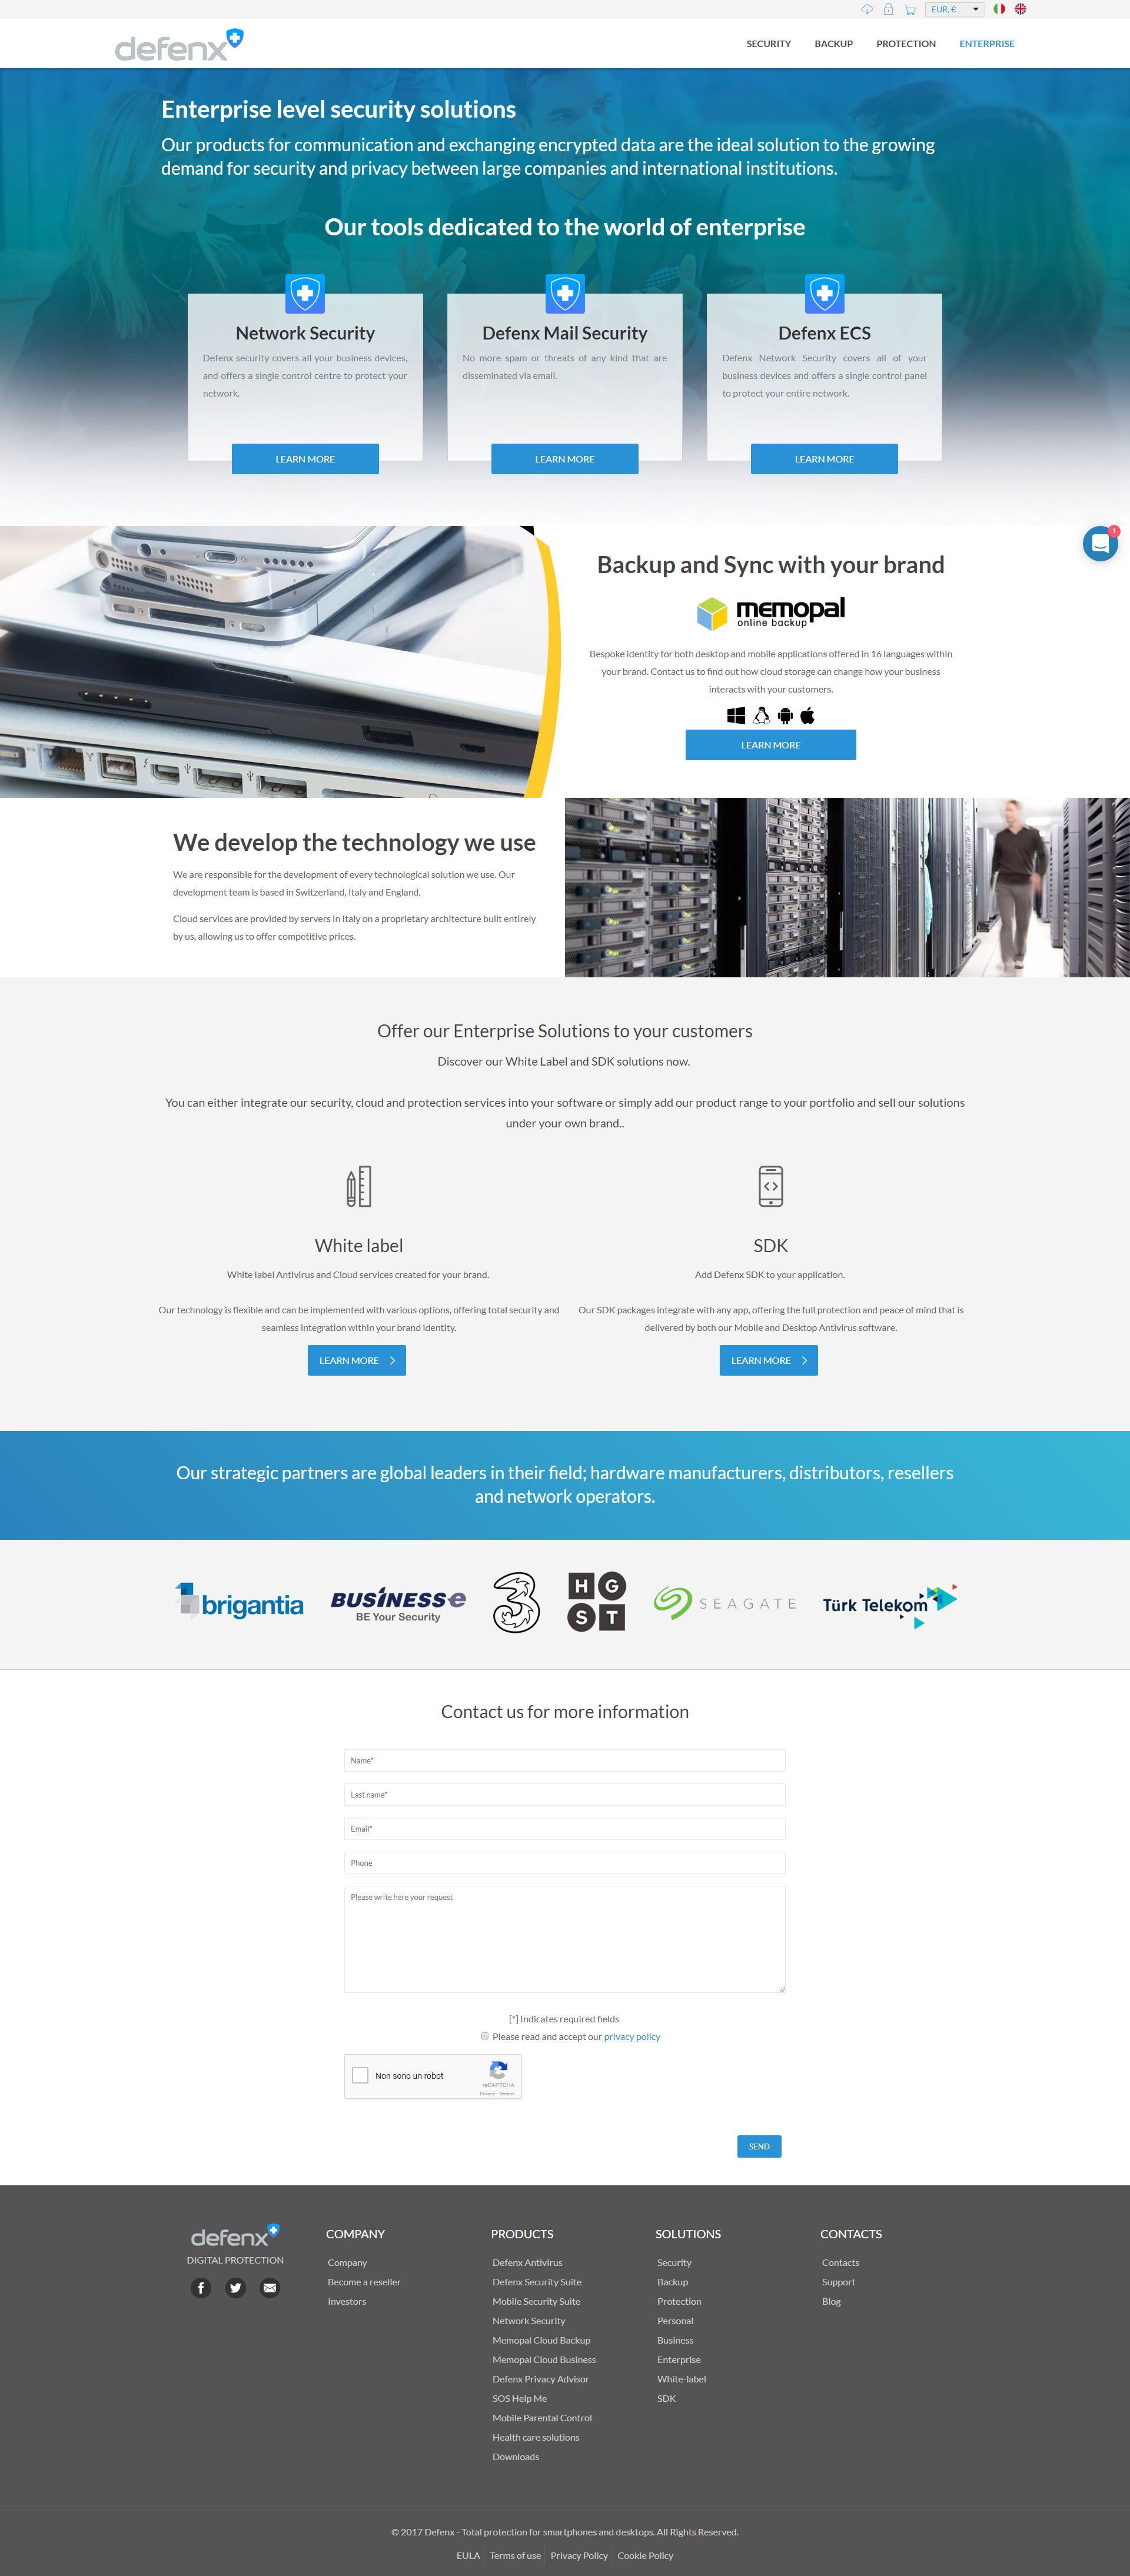 EUR, €
defenx
SECURITY BACKUP PROTECTION ENTERPRISE
Enterprise level security solutions
Our products for communication and exchanging encrypted data are the ideal solution to the growing
demand for security and privacy between large companies and international institutions.
Our tools dedicated to the world of enterprise
Network Security
Defenx security covers all your business devices,
and offers a single control centre to protect your
network.
LEARN MORE
Defenx Mail Security
No more spam or threats of any kind that are
disseminated via email.
LEARN MORE
Defenx ECS
Defenx Network Security covers all of your
business devices and offers a single control panel
to protect your entire network.
LEARN MORE
1
Backup and Sync with your brand
memopal
online backup
Bespoke identity for both desktop and mobile applications offered in 16 languages within
your brand. Contact us to find out how cloud storage can change how your business
interacts with your customers.
LEARN MORE
We develop the technology we use
We are responsible for the development of every technological solution we use. Our
development team is based in Switzerland, Italy and England.
Cloud services are provided by servers in Italy on a proprietary architecture built entirely
by us, allowing us to offer competitive prices.
Offer our Enterprise Solutions to your customers
Discover our White Label and SDK solutions now.
You can either integrate our security, cloud and protection services into your software or simply add our product range to your portfolio and sell our solutions
under your own brand..
White label
White label Antivirus and Cloud services created for your brand.
Our technology is flexible and can be implemented with various options, offering total security and
seamless integration within your brand identity.
LEARN MORE
SDK
Add Defenx SDK to your application.
Our SDK packages integrate with any app, offering the full protection and peace of mind that is
delivered by both our Mobile and Desktop Antivirus software.
LEARN MORE
Our strategic partners are global leaders in their field; hardware manufacturers, distributors, resellers
and network operators.
brigantia
BUSINESS-e
BE Your Security
3
HGST
SEAGATE
Türk Telekom
Contact us for more information
Name*
Last name*
Email*
Phone
Please write here your request
[*] Indicates required fields
Please read and accept our privacy policy
Non sono un robot
reCAPTCHA
Privacy - Termini
SEND
defenx
DIGITAL PROTECTION
COMPANY
Company
Become a reseller
Investors
PRODUCTS
Defenx Antivirus
Defenx Security Suite
Mobile Security Suite
Network Security
Memopal Cloud Backup
Memopal Cloud Business
Defenx Privacy Advisor
SOS Help Me
Mobile Parental Control
Health care solutions
Downloads
SOLUTIONS
Security
Backup
Protection
Personal
Business
Enterprise
White-label
SDK
CONTACTS
Contacts
Support
Blog
© 2017 Defenx - Total protection for smartphones and desktops. All Rights Reserved.
EULA Terms of use Privacy Policy Cookie Policy